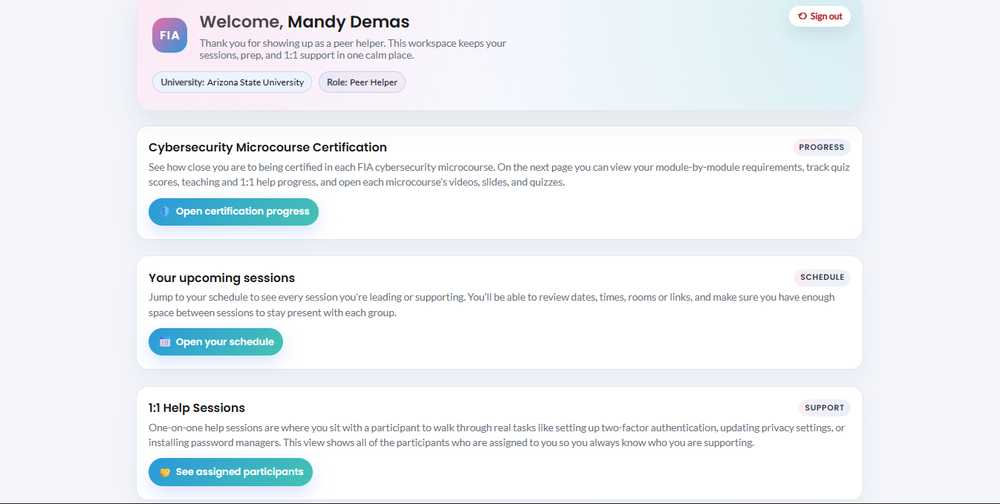 FIA
Welcome, Mandy Demas
Sign out
Thank you for showing up as a peer helper. This workspace keeps your
sessions, prep, and 1:1 support in one calm place.
University: Arizona State University
Role: Peer Helper
Cybersecurity Microcourse Certification
PROGRESS
See how close you are to being certified in each FIA cybersecurity microcourse. On the next page you can view your module-by-module requirements, track quiz
scores, teaching and 1:1 help progress, and open each microcourse's videos, slides, and quizzes.
Open certification progress
Your upcoming sessions
SCHEDULE
Jump to your schedule to see every session you're leading or supporting. You'll be able to review dates, times, rooms or links, and make sure you have enough
space between sessions to stay present with each group.
Open your schedule
1:1 Help Sessions
SUPPORT
One-on-one help sessions are where you sit with a participant to walk through real tasks like setting up two-factor authentication, updating privacy settings, or
installing password managers. This view shows all of the participants who are assigned to you so you always know who you are supporting.
See assigned participants